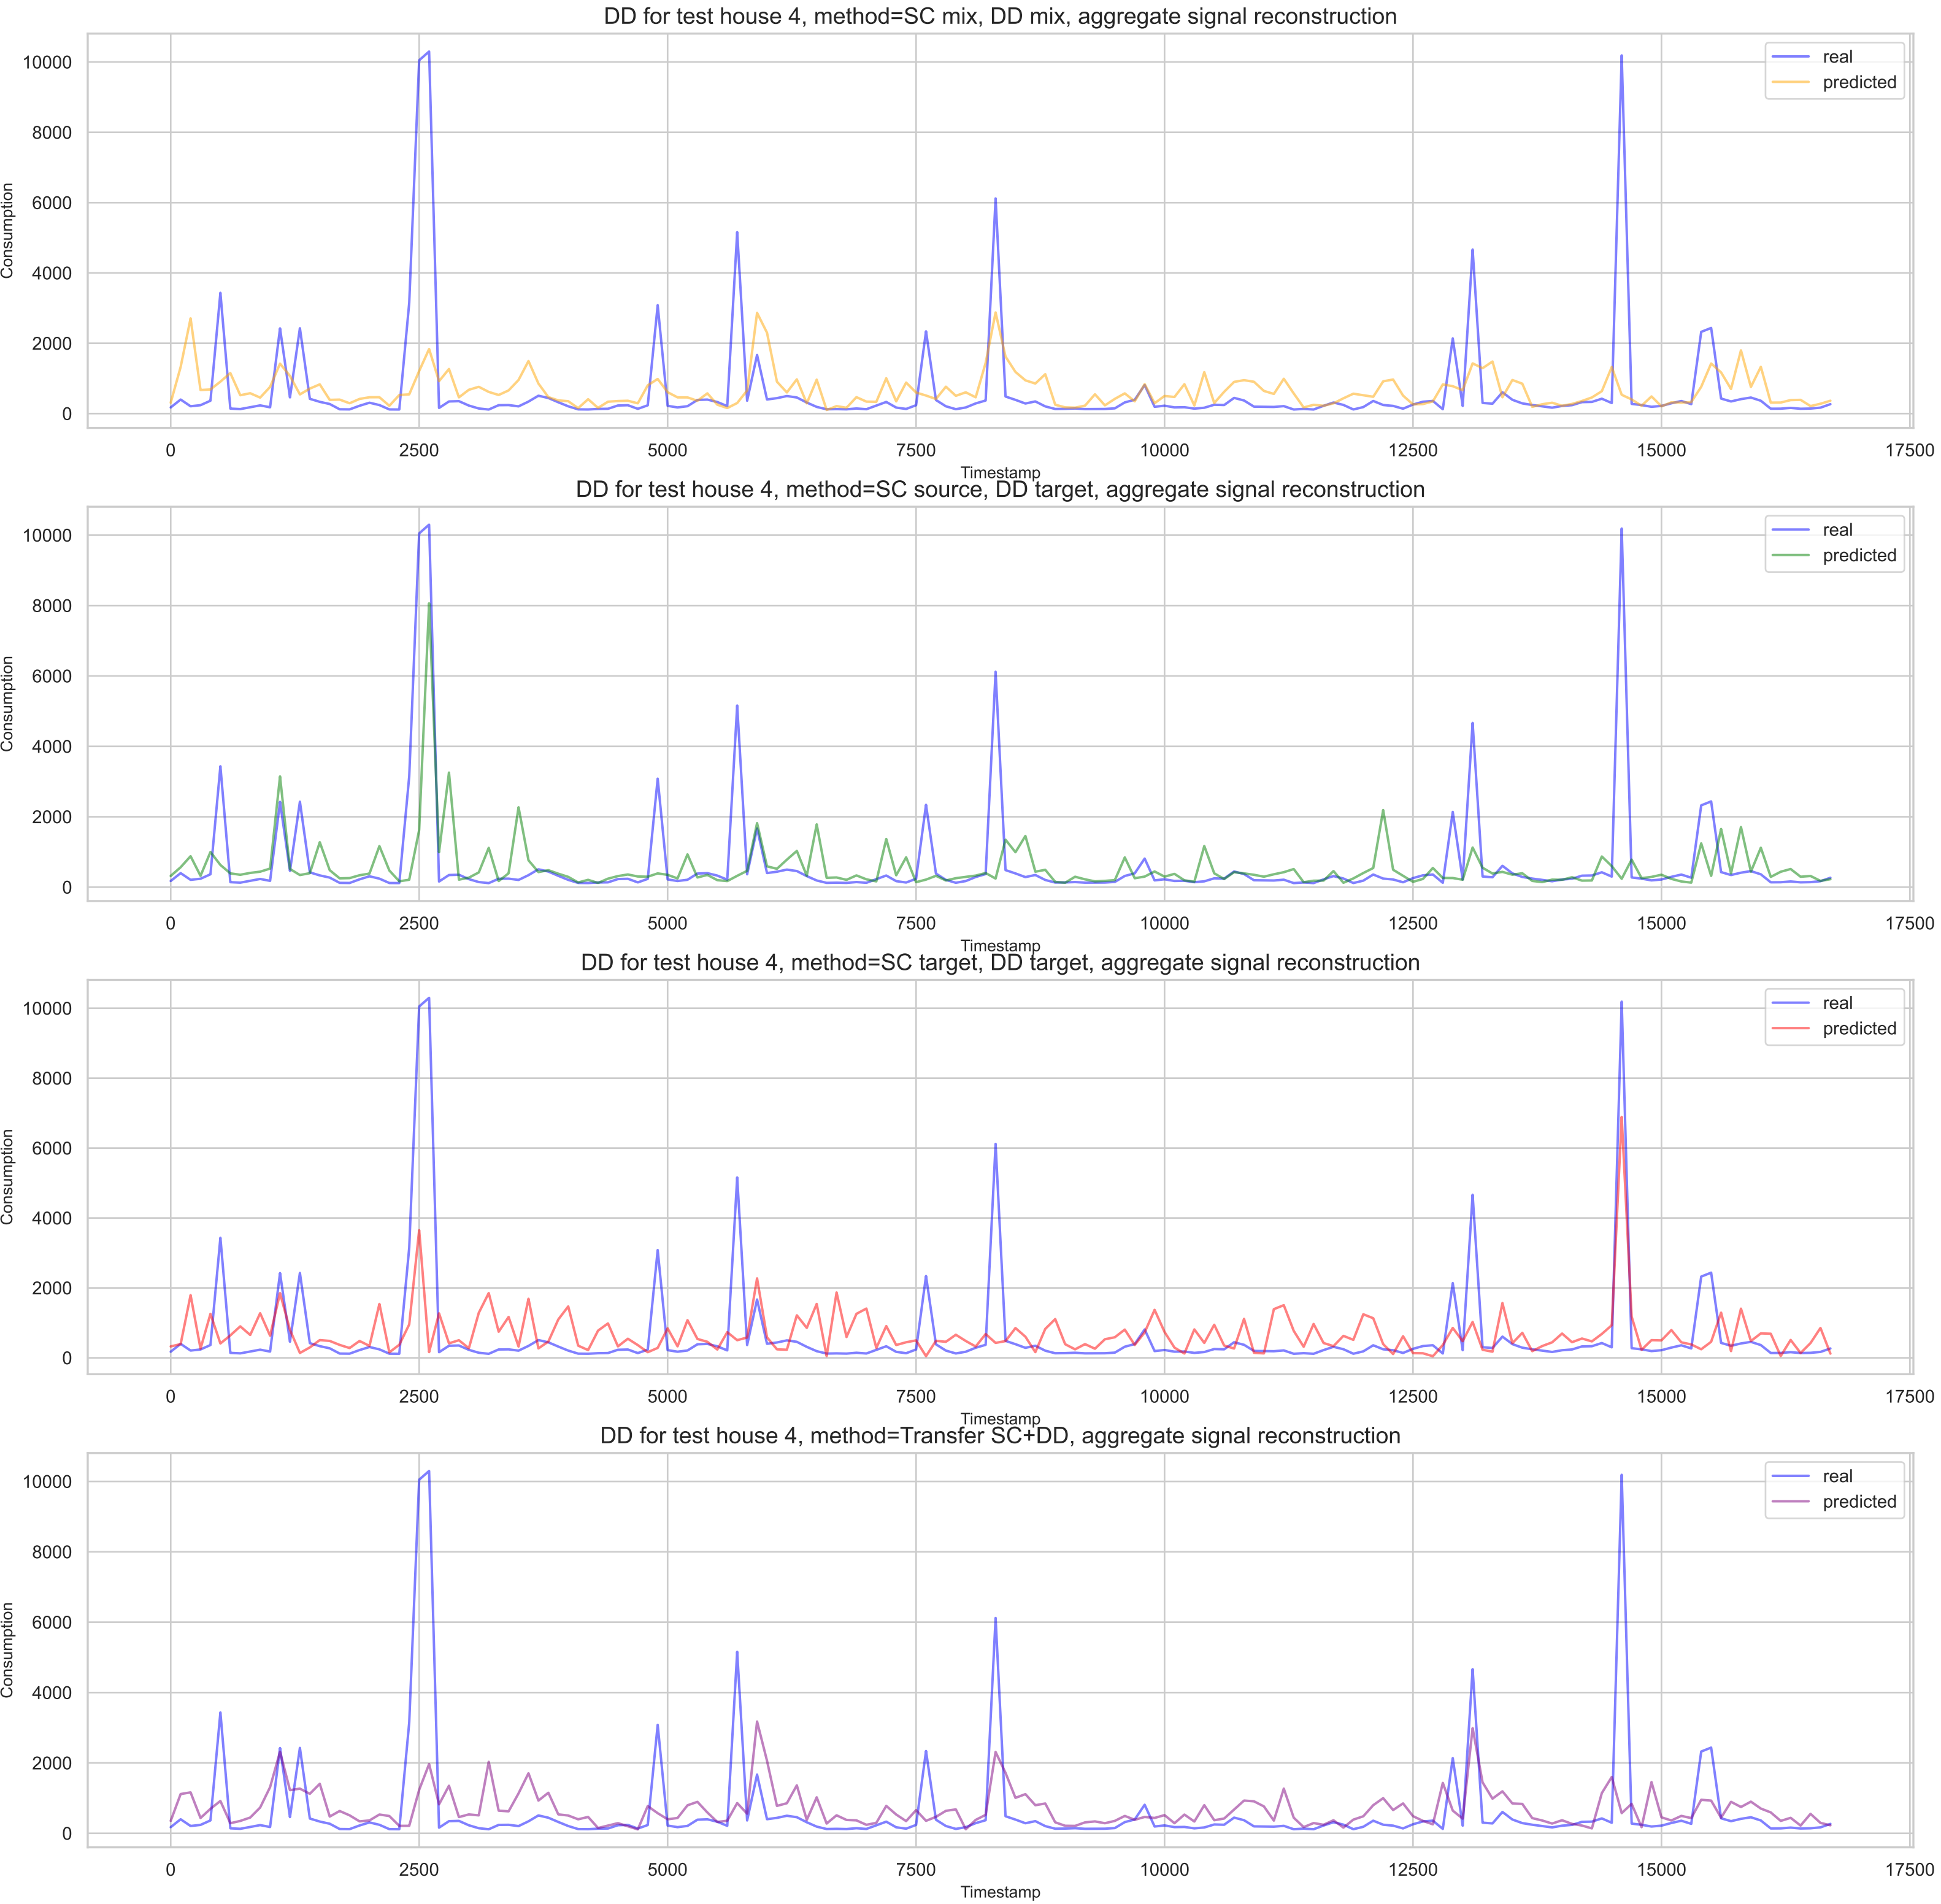 DD for test house 4, method=SC mix, DD mix, aggregate signal reconstruction
real
predicted
10000
8000
6000
4000
2000
0
Consumption
0 2500 5000 7500 10000 12500 15000 17500
Timestamp
DD for test house 4, method=SC source, DD target, aggregate signal reconstruction
real
predicted
10000
8000
6000
4000
2000
0
Consumption
0 2500 5000 7500 10000 12500 15000 17500
Timestamp
DD for test house 4, method=SC target, DD target, aggregate signal reconstruction
real
predicted
10000
8000
6000
4000
2000
0
Consumption
0 2500 5000 7500 10000 12500 15000 17500
Timestamp
DD for test house 4, method=Transfer SC+DD, aggregate signal reconstruction
real
predicted
10000
8000
6000
4000
2000
0
Consumption
0 2500 5000 7500 10000 12500 15000 17500
Timestamp